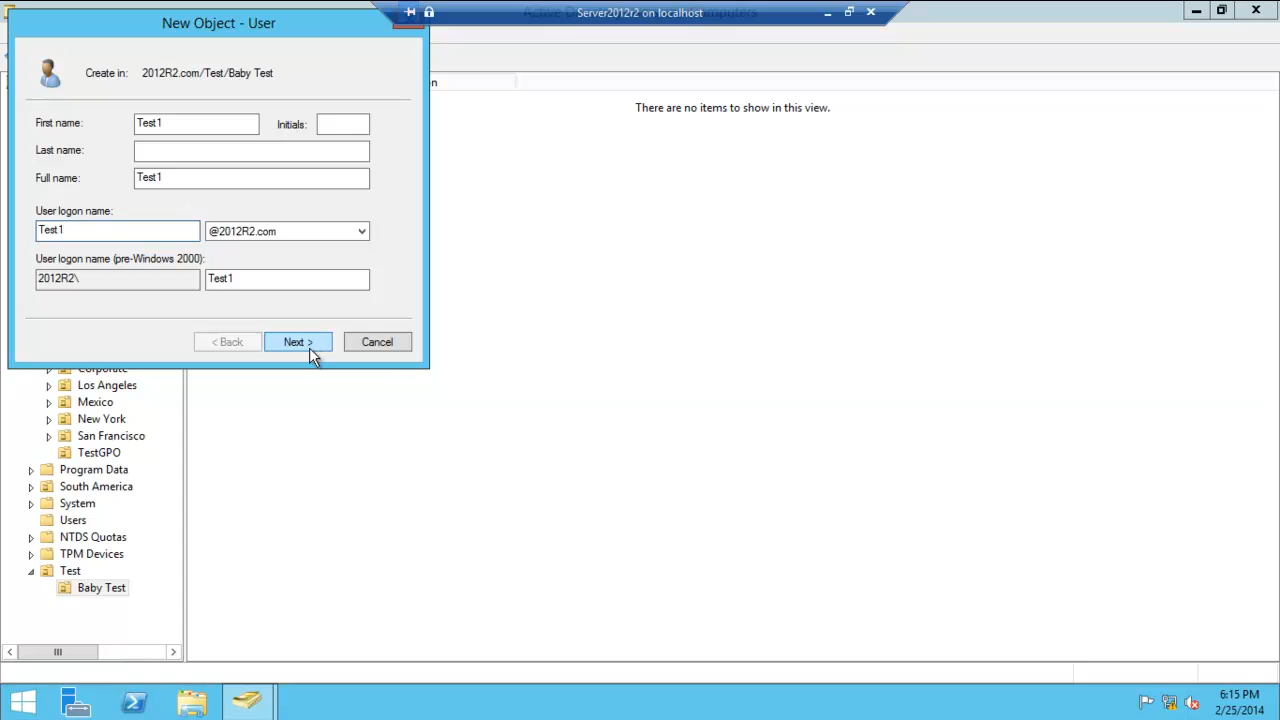 Server2012r2 on localhost
New Object - User
Create in: 2012R2.com/Test/Baby Test
First name: Test1 Initials:
Last name:
Full name: Test1
User logon name:
Test1 @2012R2.com
User logon name (pre-Windows 2000):
2012R2\ Test1
< Back Next > Cancel
There are no items to show in this view.
Corporate
Los Angeles
Mexico
New York
San Francisco
TestGPO
Program Data
South America
System
Users
NTDS Quotas
TPM Devices
Test
Baby Test
6:15 PM
2/25/2014